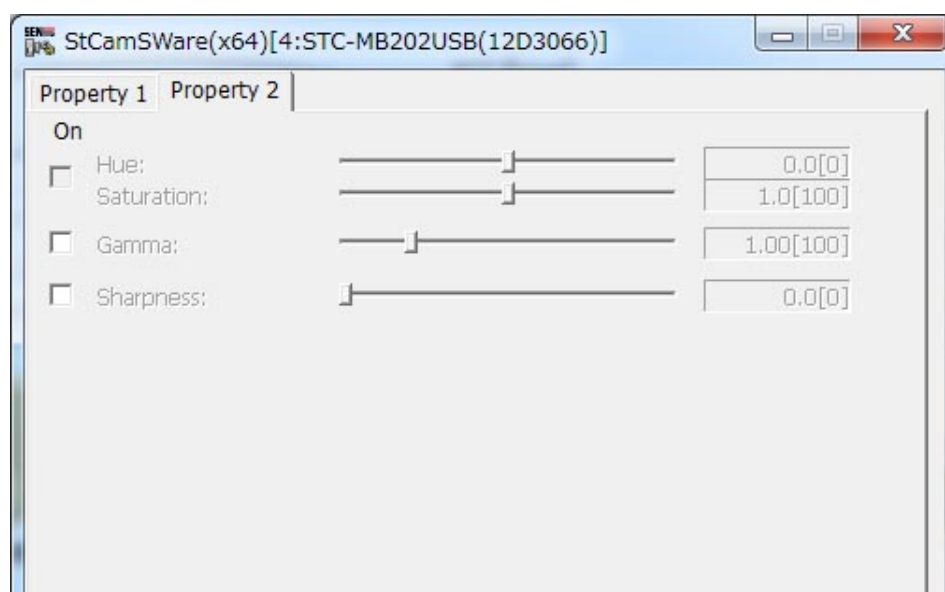 StCamSWare(x64)[4:STC-MB202USB(12D3066)]
Property 1 Property 2
On
Hue: 0.0[0]
Saturation: 1.0[100]
Gamma: 1.00[100]
Sharpness: 0.0[0]